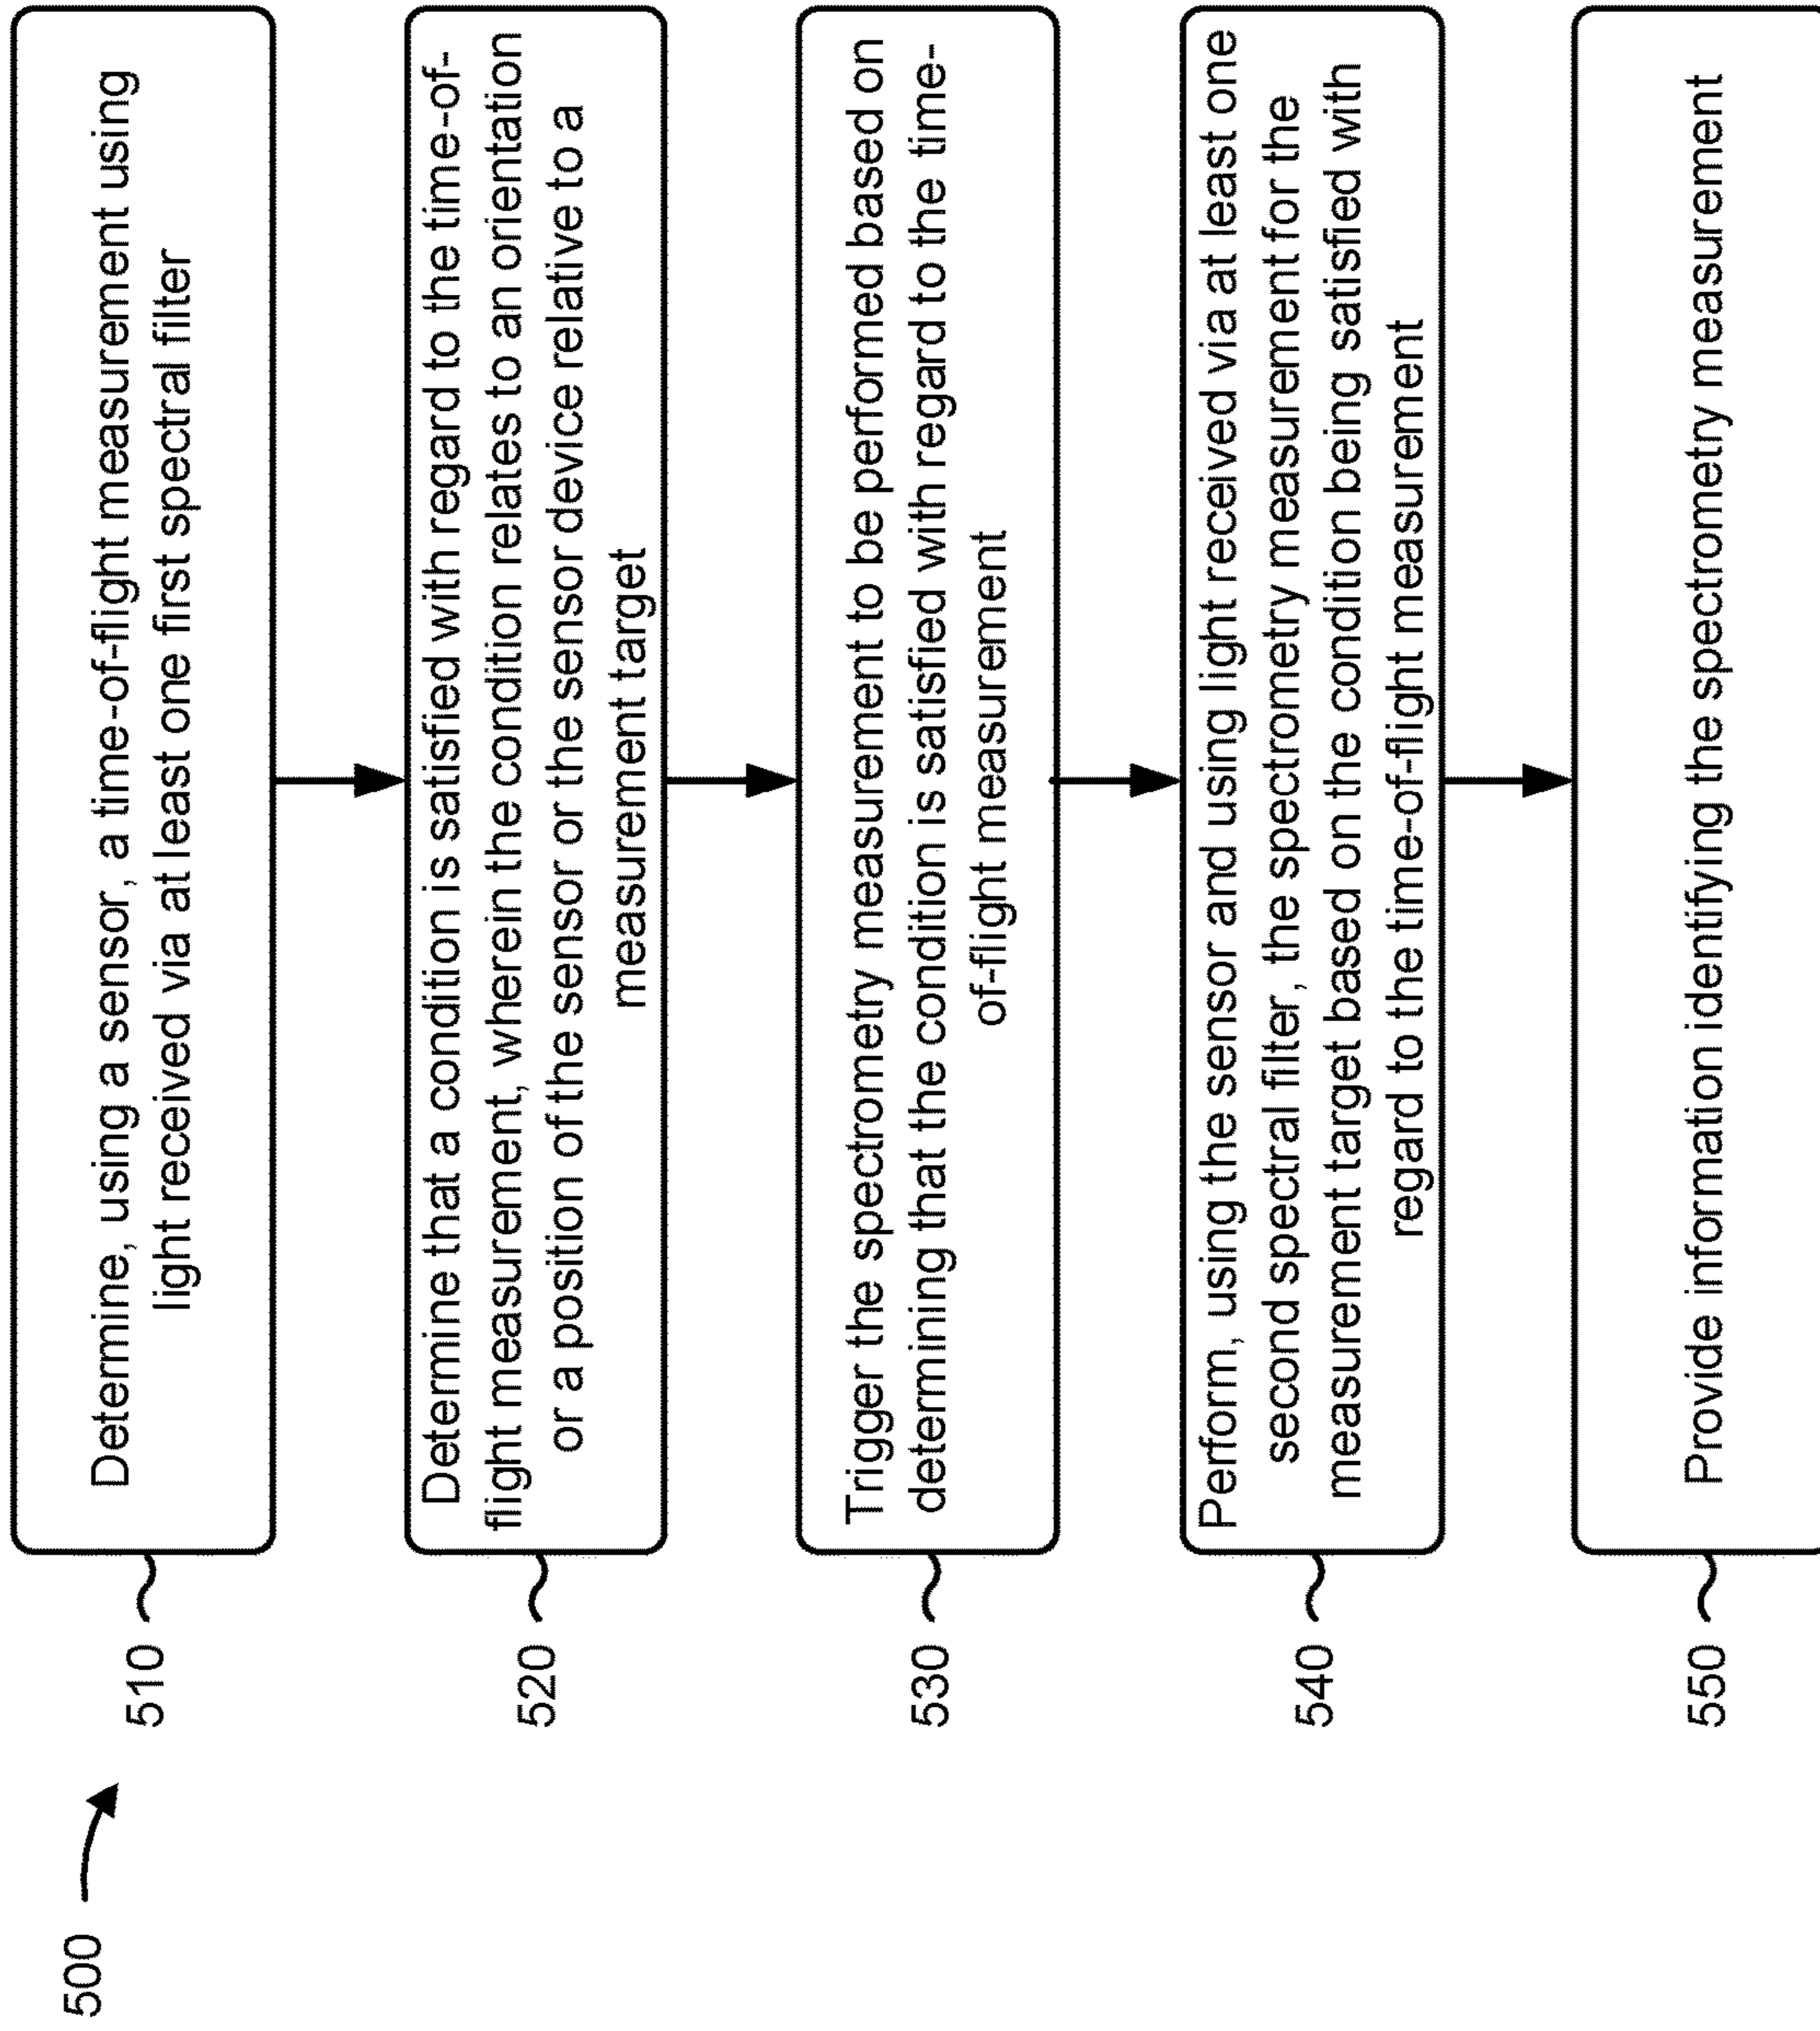 500
510
Determine, using a sensor, a time-of-flight measurement using
light received via at least one first spectral filter
520
Determine that a condition is satisfied with regard to the time-of-
flight measurement, wherein the condition relates to an orientation
or a position of the sensor or the sensor device relative to a
measurement target
530
Trigger the spectrometry measurement to be performed based on
determining that the condition is satisfied with regard to the time-
of-flight measurement
540
Perform, using the sensor and using light received via at least one
second spectral filter, the spectrometry measurement for the
measurement target based on the condition being satisfied with
regard to the time-of-flight measurement
550
Provide information identifying the spectrometry measurement